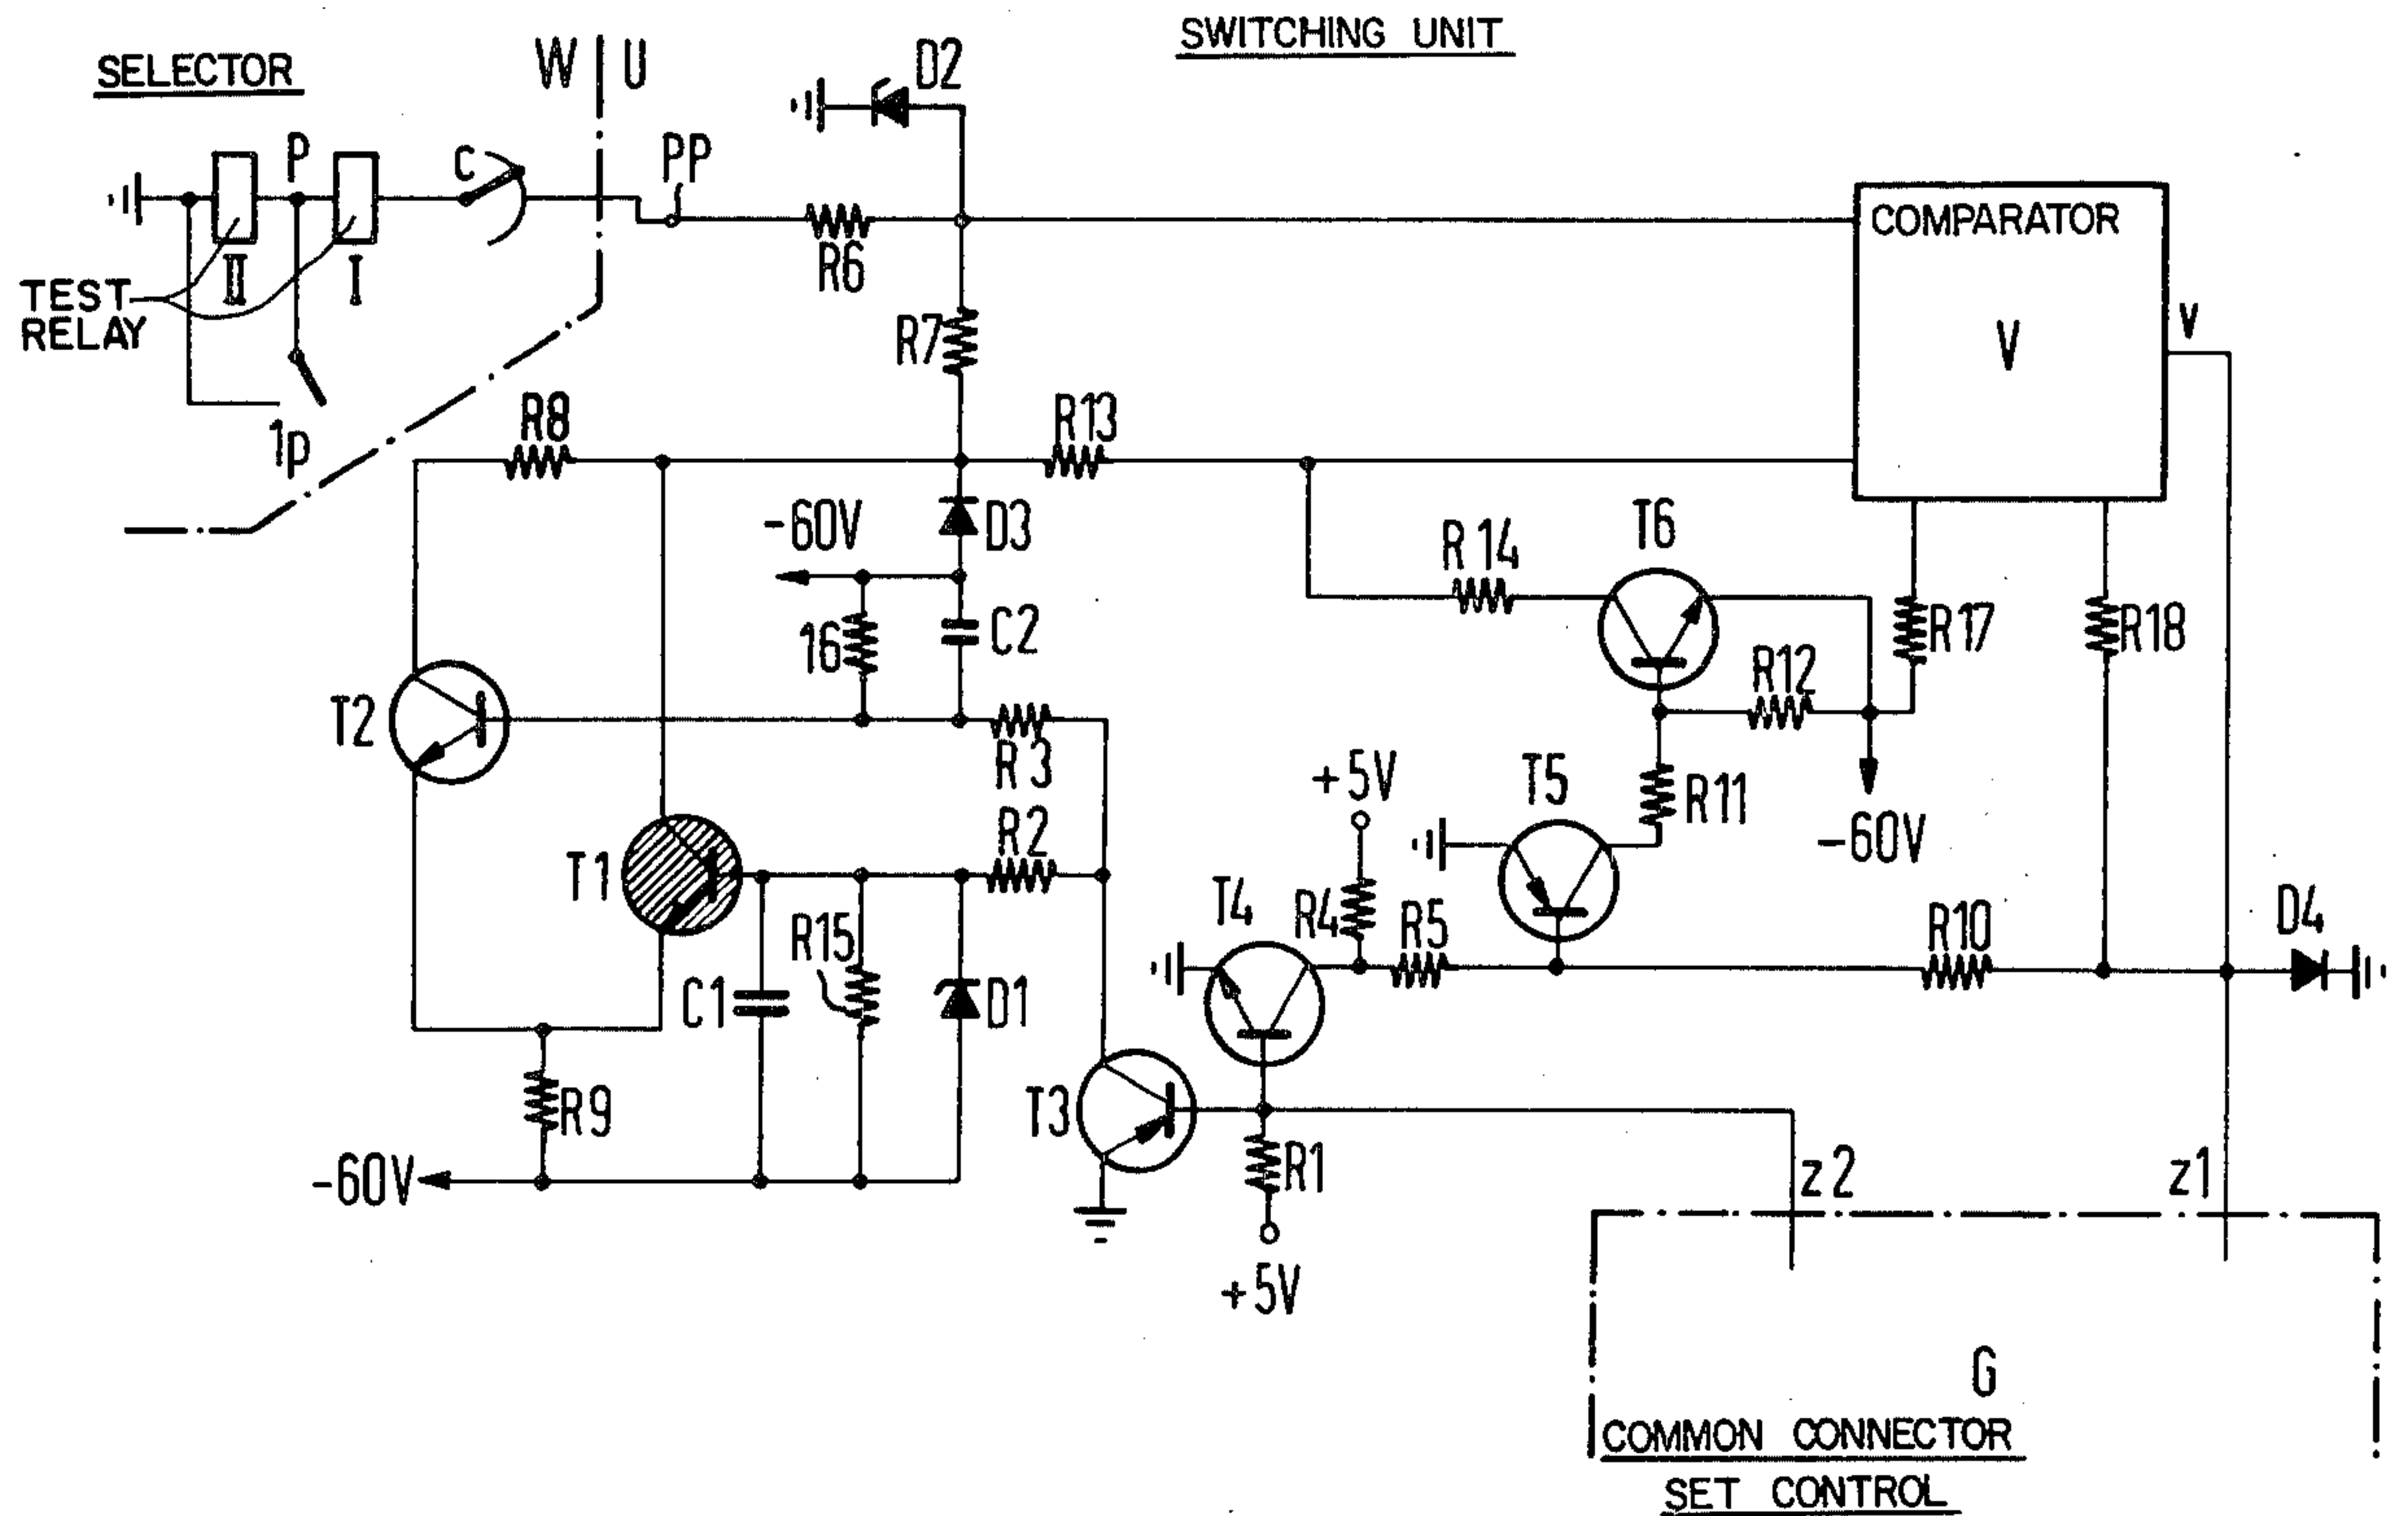 SWITCHING UNIT
SELECTOR
W
U
D2
P
C
PP
COMPARATOR
V
v
II
I
R6
TEST
RELAY
R7
1p
R8
R13
-60V
D3
R14
T6
16
C2
R17
R18
T2
R12
R3
+5V
T5
R11
-60V
R2
T1
R15
T4
R4
R5
R10
D4
C1
D1
R9
T3
R1
-60V
z2
z1
+5V
G
COMMON CONNECTOR
SET CONTROL